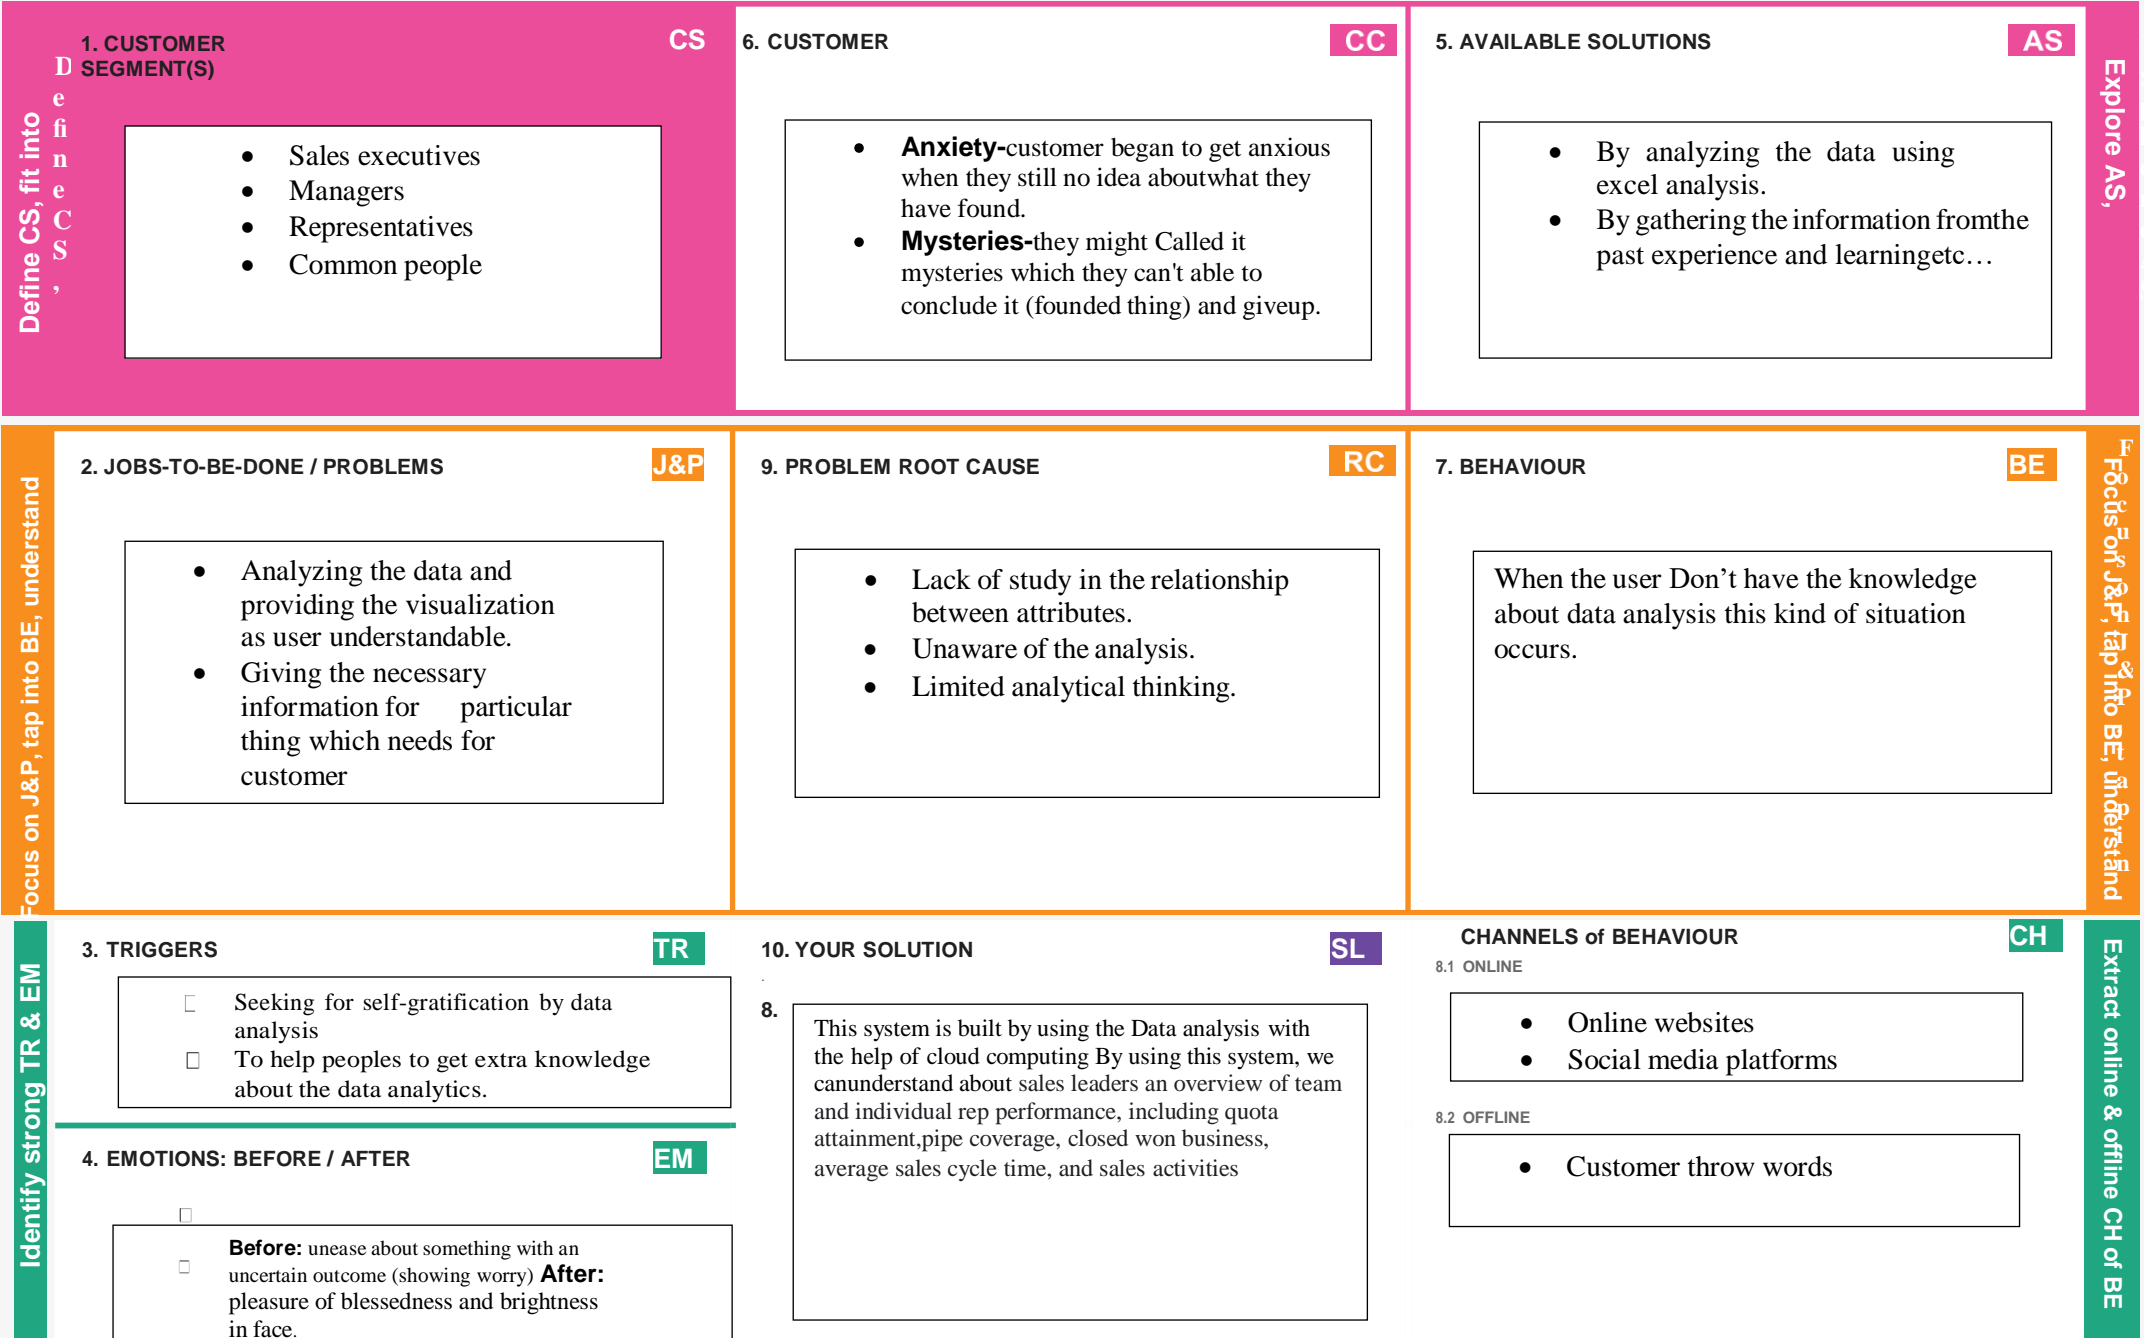 Define CS, fit into
Define CS,
1. CUSTOMER
SEGMENT(S)
CS
Sales executives
Managers
Representatives
Common people
6. CUSTOMER
CC
Anxiety-customer began to get anxious
when they still no idea aboutwhat they
have found.
Mysteries-they might Called it
mysteries which they can't able to
conclude it (founded thing) and giveup.
5. AVAILABLE SOLUTIONS
AS
By analyzing the data using
excel analysis.
By gathering the information fromthe
past experience and learningetc…
Explore AS,
Focus on J&P, tap into BE, understand
2. JOBS-TO-BE-DONE / PROBLEMS
J&P
Analyzing the data and
providing the visualization
as user understandable.
Giving the necessary
information for particular
thing which needs for
customer
9. PROBLEM ROOT CAUSE
RC
Lack of study in the relationship
between attributes.
Unaware of the analysis.
Limited analytical thinking.
7. BEHAVIOUR
BE
When the user Don’t have the knowledge
about data analysis this kind of situation
occurs.
Focus on J&P, tap into BE, understand
Identify strong TR & EM
3. TRIGGERS
TR
Seeking for self-gratification by data
analysis
To help peoples to get extra knowledge
about the data analytics.
4. EMOTIONS: BEFORE / AFTER
EM
Before: unease about something with an
uncertain outcome (showing worry) After:
pleasure of blessedness and brightness
in face.
10. YOUR SOLUTION
SL
8.
This system is built by using the Data analysis with
the help of cloud computing By using this system, we
canunderstand about sales leaders an overview of team
and individual rep performance, including quota
attainment,pipe coverage, closed won business,
average sales cycle time, and sales activities
CHANNELS of BEHAVIOUR
CH
8.1 ONLINE
Online websites
Social media platforms
8.2 OFFLINE
Customer throw words
Extract online & offline CH of BE